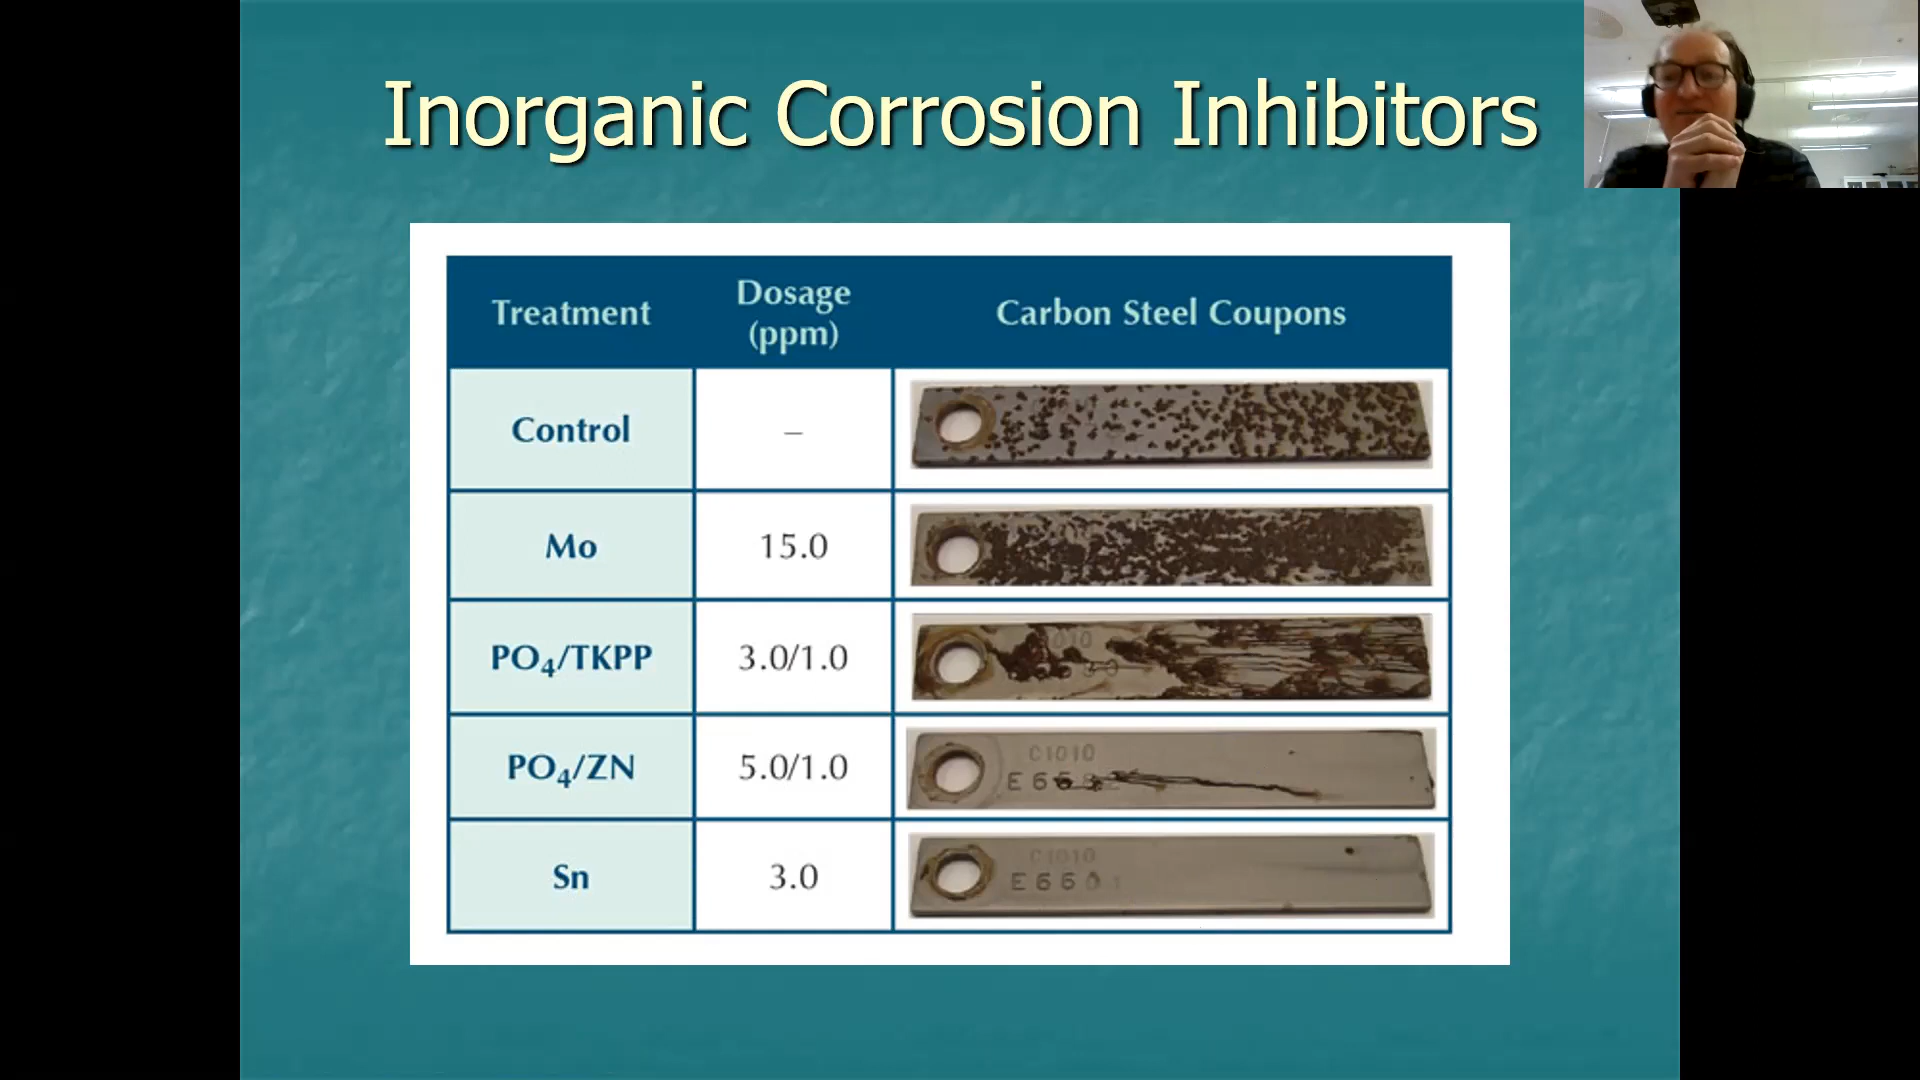 Inorganic Corrosion Inhibitors
Treatment
Dosage
(ppm)
Carbon Steel Coupons
Control
–
Mo
15.0
PO₄/TKPP
3.0/1.0
PO₄/ZN
5.0/1.0
C1010
Sn
3.0
C1010